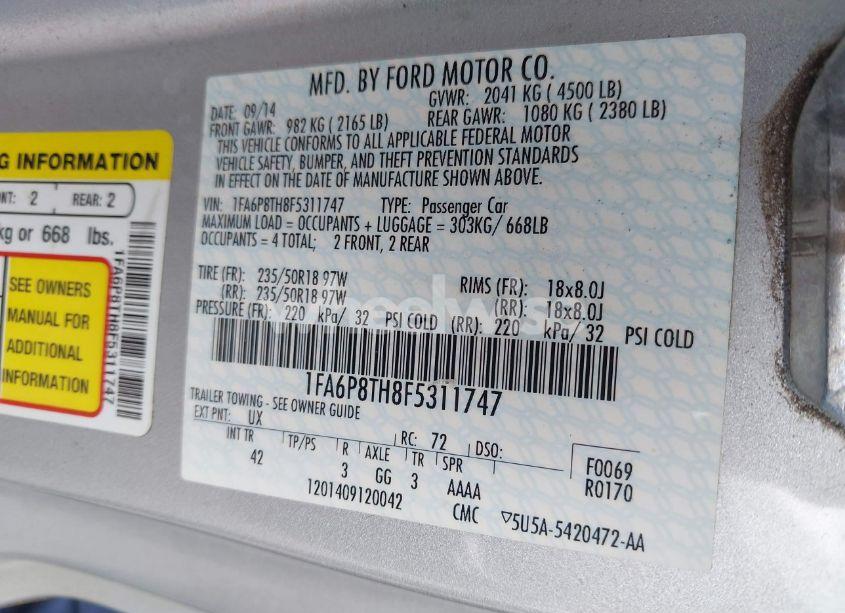 MFD. BY FORD MOTOR CO.
DATE: 09/14 GVWR: 2041 KG ( 4500 LB)
FRONT GAWR: 982 KG ( 2165 LB) REAR GAWR: 1080 KG ( 2380 LB)
THIS VEHICLE CONFORMS TO ALL APPLICABLE FEDERAL MOTOR
VEHICLE SAFETY, BUMPER, AND THEFT PREVENTION STANDARDS
IN EFFECT ON THE DATE OF MANUFACTURE SHOWN ABOVE.
VIN: 1FA6P8TH8F5311747 TYPE: Passenger Car
MAXIMUM LOAD = OCCUPANTS + LUGGAGE = 303KG/ 668LB
OCCUPANTS = 4 TOTAL; 2 FRONT, 2 REAR
TIRE (FR): 235/50R18 97W RIMS (FR): 18x8.0J
(RR): 235/50R18 97W (RR): 18x8.0J
PRESSURE (FR): 220 kPa/ 32 PSI COLD (RR): 220 kPa/ 32 PSI COLD
1FA6P8TH8F5311747
TRAILER TOWING - SEE OWNER GUIDE
EXT PNT: UX RC: 72 DSO:
INT TR TP/PS R AXLE TR SPR F0069
42 3 GG 3 AAAA R0170
1201409120042 CMC ▽5U5A-5420472-AA
G INFORMATION
NT: 2 REAR: 2
kg or 668 lbs.
SEE OWNERS
MANUAL FOR
ADDITIONAL
INFORMATION
1FA6P8TH8F5311747